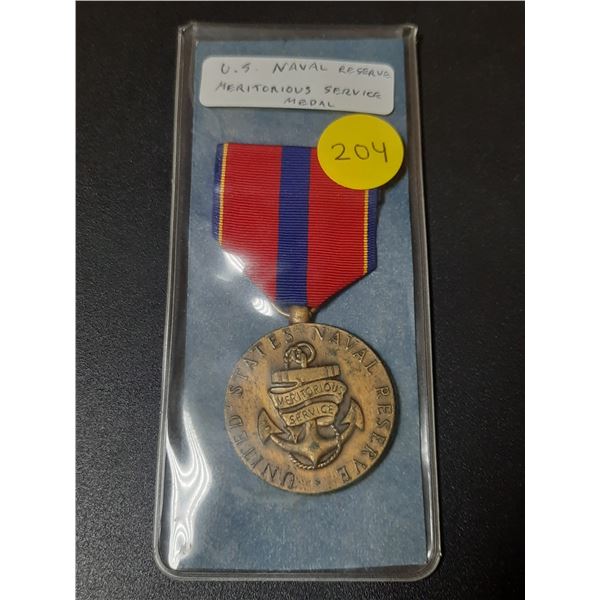 U.S. NAVAL RESERVE
MERITORIOUS SERVICE
MEDAL
204
UNITED STATES NAVAL RESERVE
MERITORIOUS
SERVICE